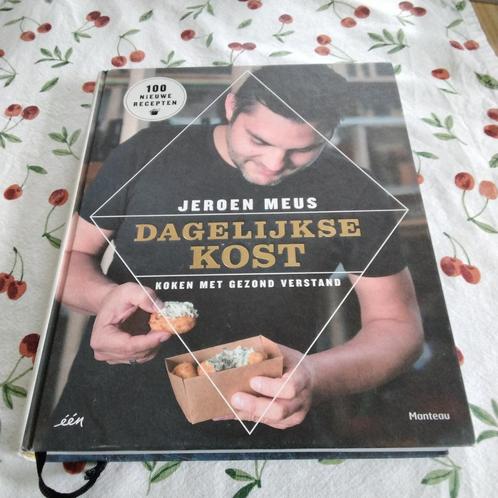 100
NIEUWE
RECEPTEN
JEROEN MEUS
DAGELIJKSE
KOST
KOKEN MET GEZOND VERSTAND
één
Manteau